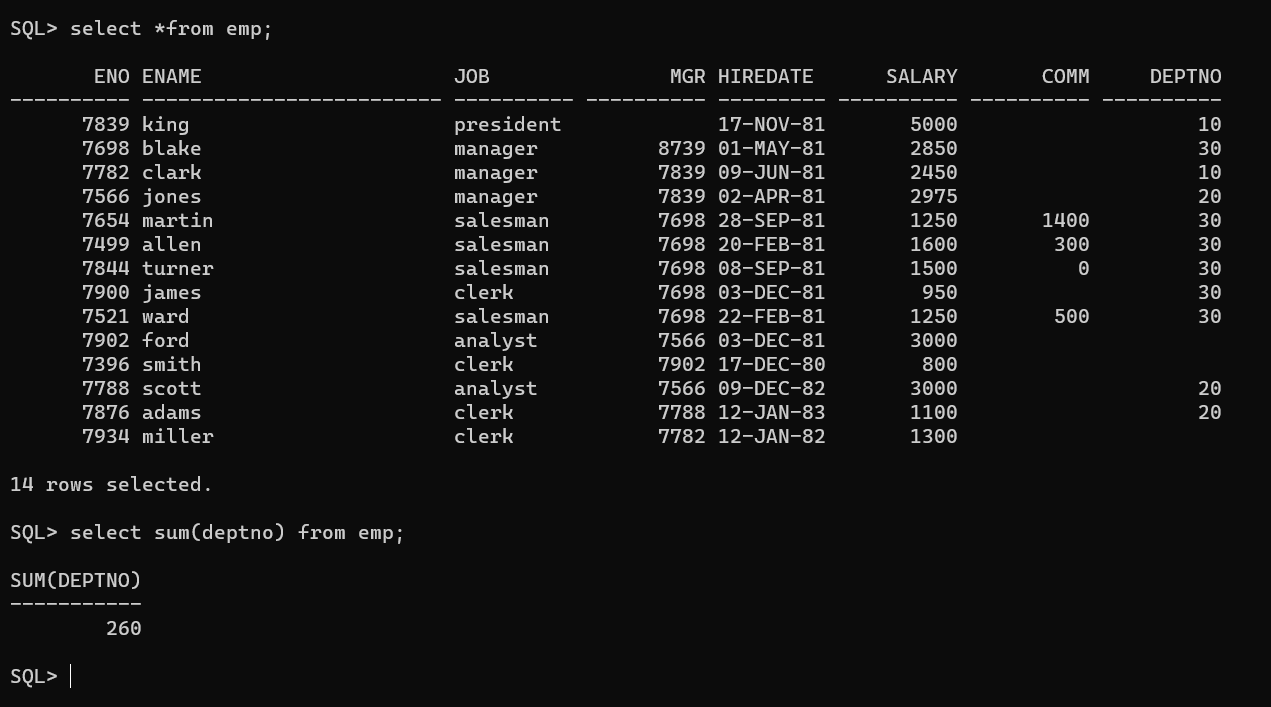 SQL> select *from emp;
       ENO ENAME                     JOB               MGR HIREDATE      SALARY       COMM     DEPTNO
---------- ------------------------- ---------- ---------- --------- ---------- ---------- ----------
      7839 king                      president             17-NOV-81       5000                    10
      7698 blake                     manager          8739 01-MAY-81       2850                    30
      7782 clark                     manager          7839 09-JUN-81       2450                    10
      7566 jones                     manager          7839 02-APR-81       2975                    20
      7654 martin                    salesman         7698 28-SEP-81       1250       1400         30
      7499 allen                     salesman         7698 20-FEB-81       1600        300         30
      7844 turner                    salesman         7698 08-SEP-81       1500          0         30
      7900 james                     clerk            7698 03-DEC-81        950                    30
      7521 ward                      salesman         7698 22-FEB-81       1250        500         30
      7902 ford                      analyst          7566 03-DEC-81       3000
      7396 smith                     clerk            7902 17-DEC-80        800
      7788 scott                     analyst          7566 09-DEC-82       3000                    20
      7876 adams                     clerk            7788 12-JAN-83       1100                    20
      7934 miller                    clerk            7782 12-JAN-82       1300
14 rows selected.
SQL> select sum(deptno) from emp;
SUM(DEPTNO)
-----------
        260
SQL>